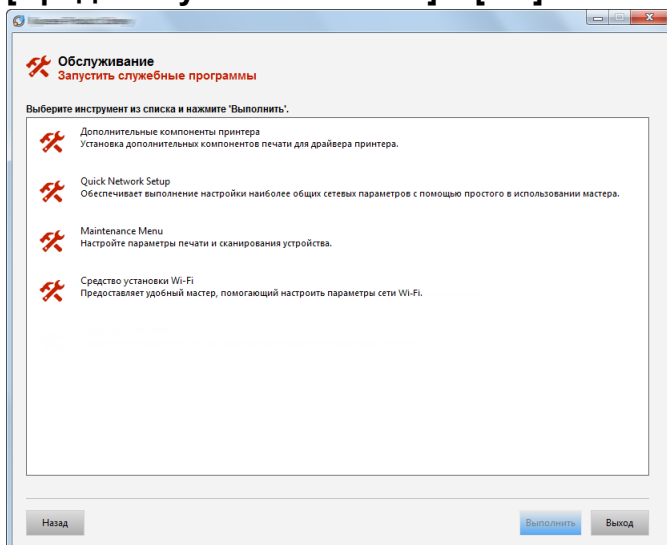 Обслуживание
Запустить служебные программы
Выберите инструмент из списка и нажмите 'Выполнить'.
Дополнительные компоненты принтера
Установка дополнительных компонентов печати для драйвера принтера.
Quick Network Setup
Обеспечивает выполнение настройки наиболее общих сетевых параметров с помощью простого в использовании мастера.
Maintenance Menu
Настройте параметры печати и сканирования устройства.
Средство установки Wi-Fi
Предоставляет удобный мастер, помогающий настроить параметры сети Wi-Fi.
Назад
Выполнить
Выход